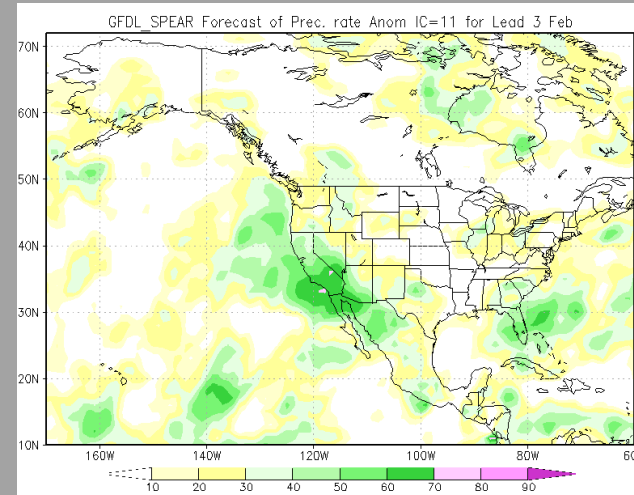 GFDL_SPEAR Forecast of Prec. rate Anom IC=11 for Lead 3 Feb
70N
60N
50N
40N
30N
20N
10N
160W 140W 120W 100W 80W 60W
10 20 30 40 50 60 70 80 90